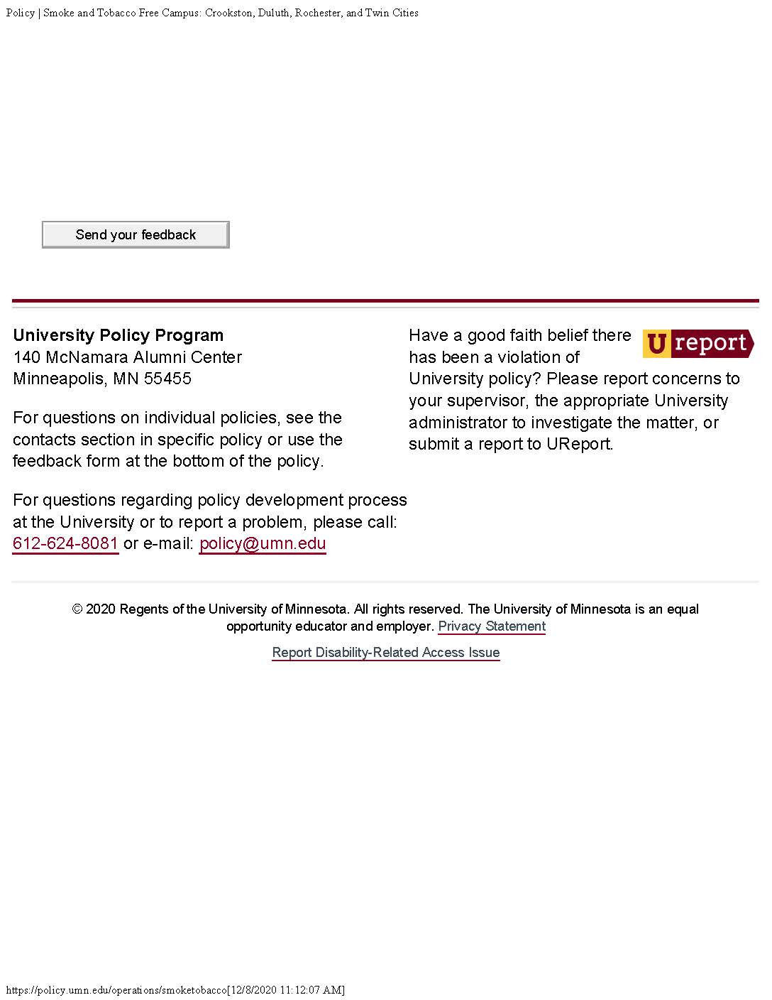 Policy | Smoke and Tobacco Free Campus: Crookston, Duluth, Rochester, and Twin Cities
Send your feedback
University Policy Program
140 McNamara Alumni Center
Minneapolis, MN 55455
For questions on individual policies, see the
contacts section in specific policy or use the
feedback form at the bottom of the policy.
For questions regarding policy development process
at the University or to report a problem, please call:
612-624-8081 or e-mail: policy@umn.edu
Have a good faith belief there
has been a violation of
University policy? Please report concerns to
your supervisor, the appropriate University
administrator to investigate the matter, or
submit a report to UReport.
U report
© 2020 Regents of the University of Minnesota. All rights reserved. The University of Minnesota is an equal
opportunity educator and employer. Privacy Statement
Report Disability-Related Access Issue
https://policy.umn.edu/operations/smoketobacco[12/8/2020 11:12:07 AM]